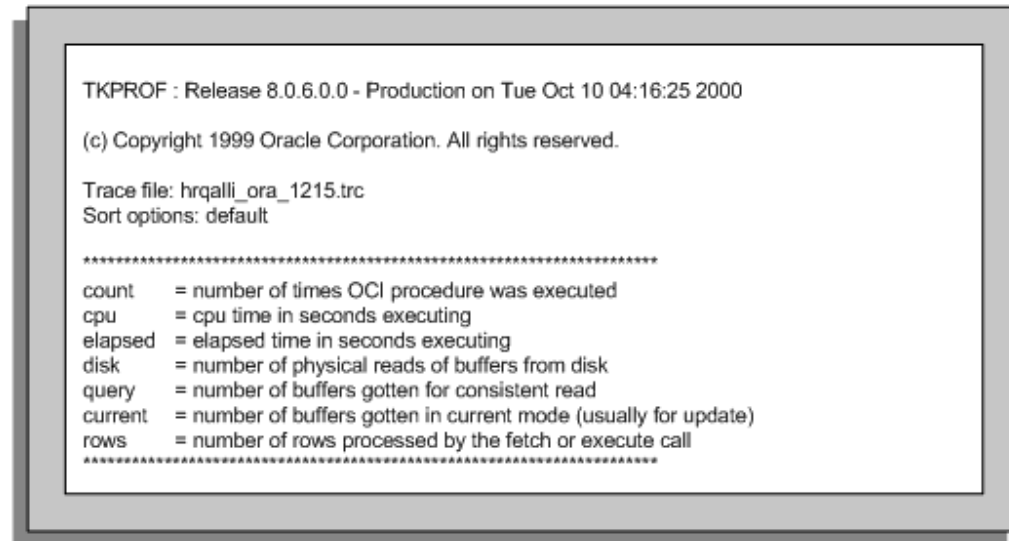 TKPROF : Release 8.0.6.0.0 - Production on Tue Oct 10 04:16:25 2000
(c) Copyright 1999 Oracle Corporation. All rights reserved.
Trace file: hrqalli_ora_1215.trc
Sort options: default
************************************************************************
count = number of times OCI procedure was executed
cpu = cpu time in seconds executing
elapsed = elapsed time in seconds executing
disk = number of physical reads of buffers from disk
query = number of buffers gotten for consistent read
current = number of buffers gotten in current mode (usually for update)
rows = number of rows processed by the fetch or execute call
************************************************************************